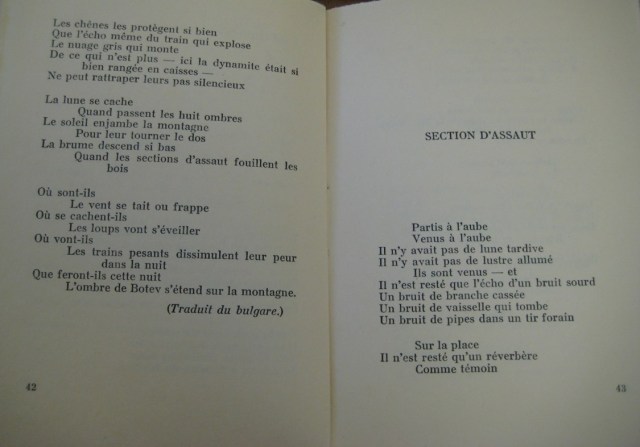 Les chênes les protègent si bien
Que l'écho même du train qui explose
Le nuage gris qui monte
De ce qui n'est plus — ici la dynamite était si
bien rangée en caisses —
Ne peut rattraper leurs pas silencieux
La lune se cache
Quand passent les huit ombres
Le soleil enjambe la montagne
Pour leur tourner le dos
La brume descend si bas
Quand les sections d'assaut fouillent les
bois
Où sont-ils
Le vent se tait ou frappe
Où se cachent-ils
Les loups vont s'éveiller
Où vont-ils
Les trains pesants dissimulent leur peur
dans la nuit
Que feront-ils cette nuit
L'ombre de Botev s'étend sur la montagne.
(Traduit du bulgare.)
42
SECTION D'ASSAUT
Partis à l'aube
Venus à l'aube
Il n'y avait pas de lune tardive
Il n'y avait pas de lustre allumé
Ils sont venus — et
Il n'est resté que l'écho d'un bruit sourd
Un bruit de branche cassée
Un bruit de vaisselle qui tombe
Un bruit de pipes dans un tir forain
Sur la place
Il n'est resté qu'un réverbère
Comme témoin
43